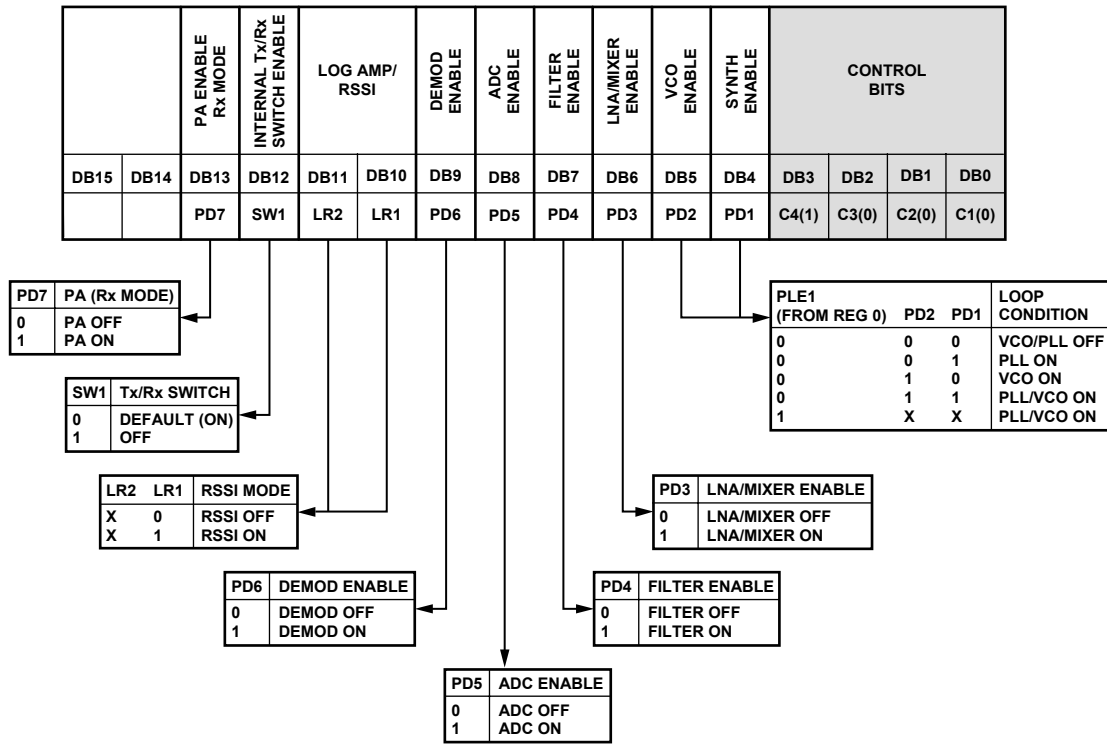 PA ENABLE
Rx MODE
INTERNAL Tx/Rx
SWITCH ENABLE
LOG AMP/
RSSI
DEMOD
ENABLE
ADC
ENABLE
FILTER
ENABLE
LNA/MIXER
ENABLE
VCO
ENABLE
SYNTH
ENABLE
CONTROL
BITS
DB15 DB14 DB13 DB12 DB11 DB10 DB9 DB8 DB7 DB6 DB5 DB4 DB3 DB2 DB1 DB0
PD7 SW1 LR2 LR1 PD6 PD5 PD4 PD3 PD2 PD1 C4(1) C3(0) C2(0) C1(0)
PD7 PA (Rx MODE)
0 PA OFF
1 PA ON
PLE1
(FROM REG 0) PD2 PD1 LOOP
CONDITION
0 0 0 VCO/PLL OFF
0 0 1 PLL ON
0 1 0 VCO ON
0 1 1 PLL/VCO ON
1 X X PLL/VCO ON
SW1 Tx/Rx SWITCH
0 DEFAULT (ON)
1 OFF
LR2 LR1 RSSI MODE
X 0 RSSI OFF
X 1 RSSI ON
PD3 LNA/MIXER ENABLE
0 LNA/MIXER OFF
1 LNA/MIXER ON
PD6 DEMOD ENABLE
0 DEMOD OFF
1 DEMOD ON
PD4 FILTER ENABLE
0 FILTER OFF
1 FILTER ON
PD5 ADC ENABLE
0 ADC OFF
1 ADC ON